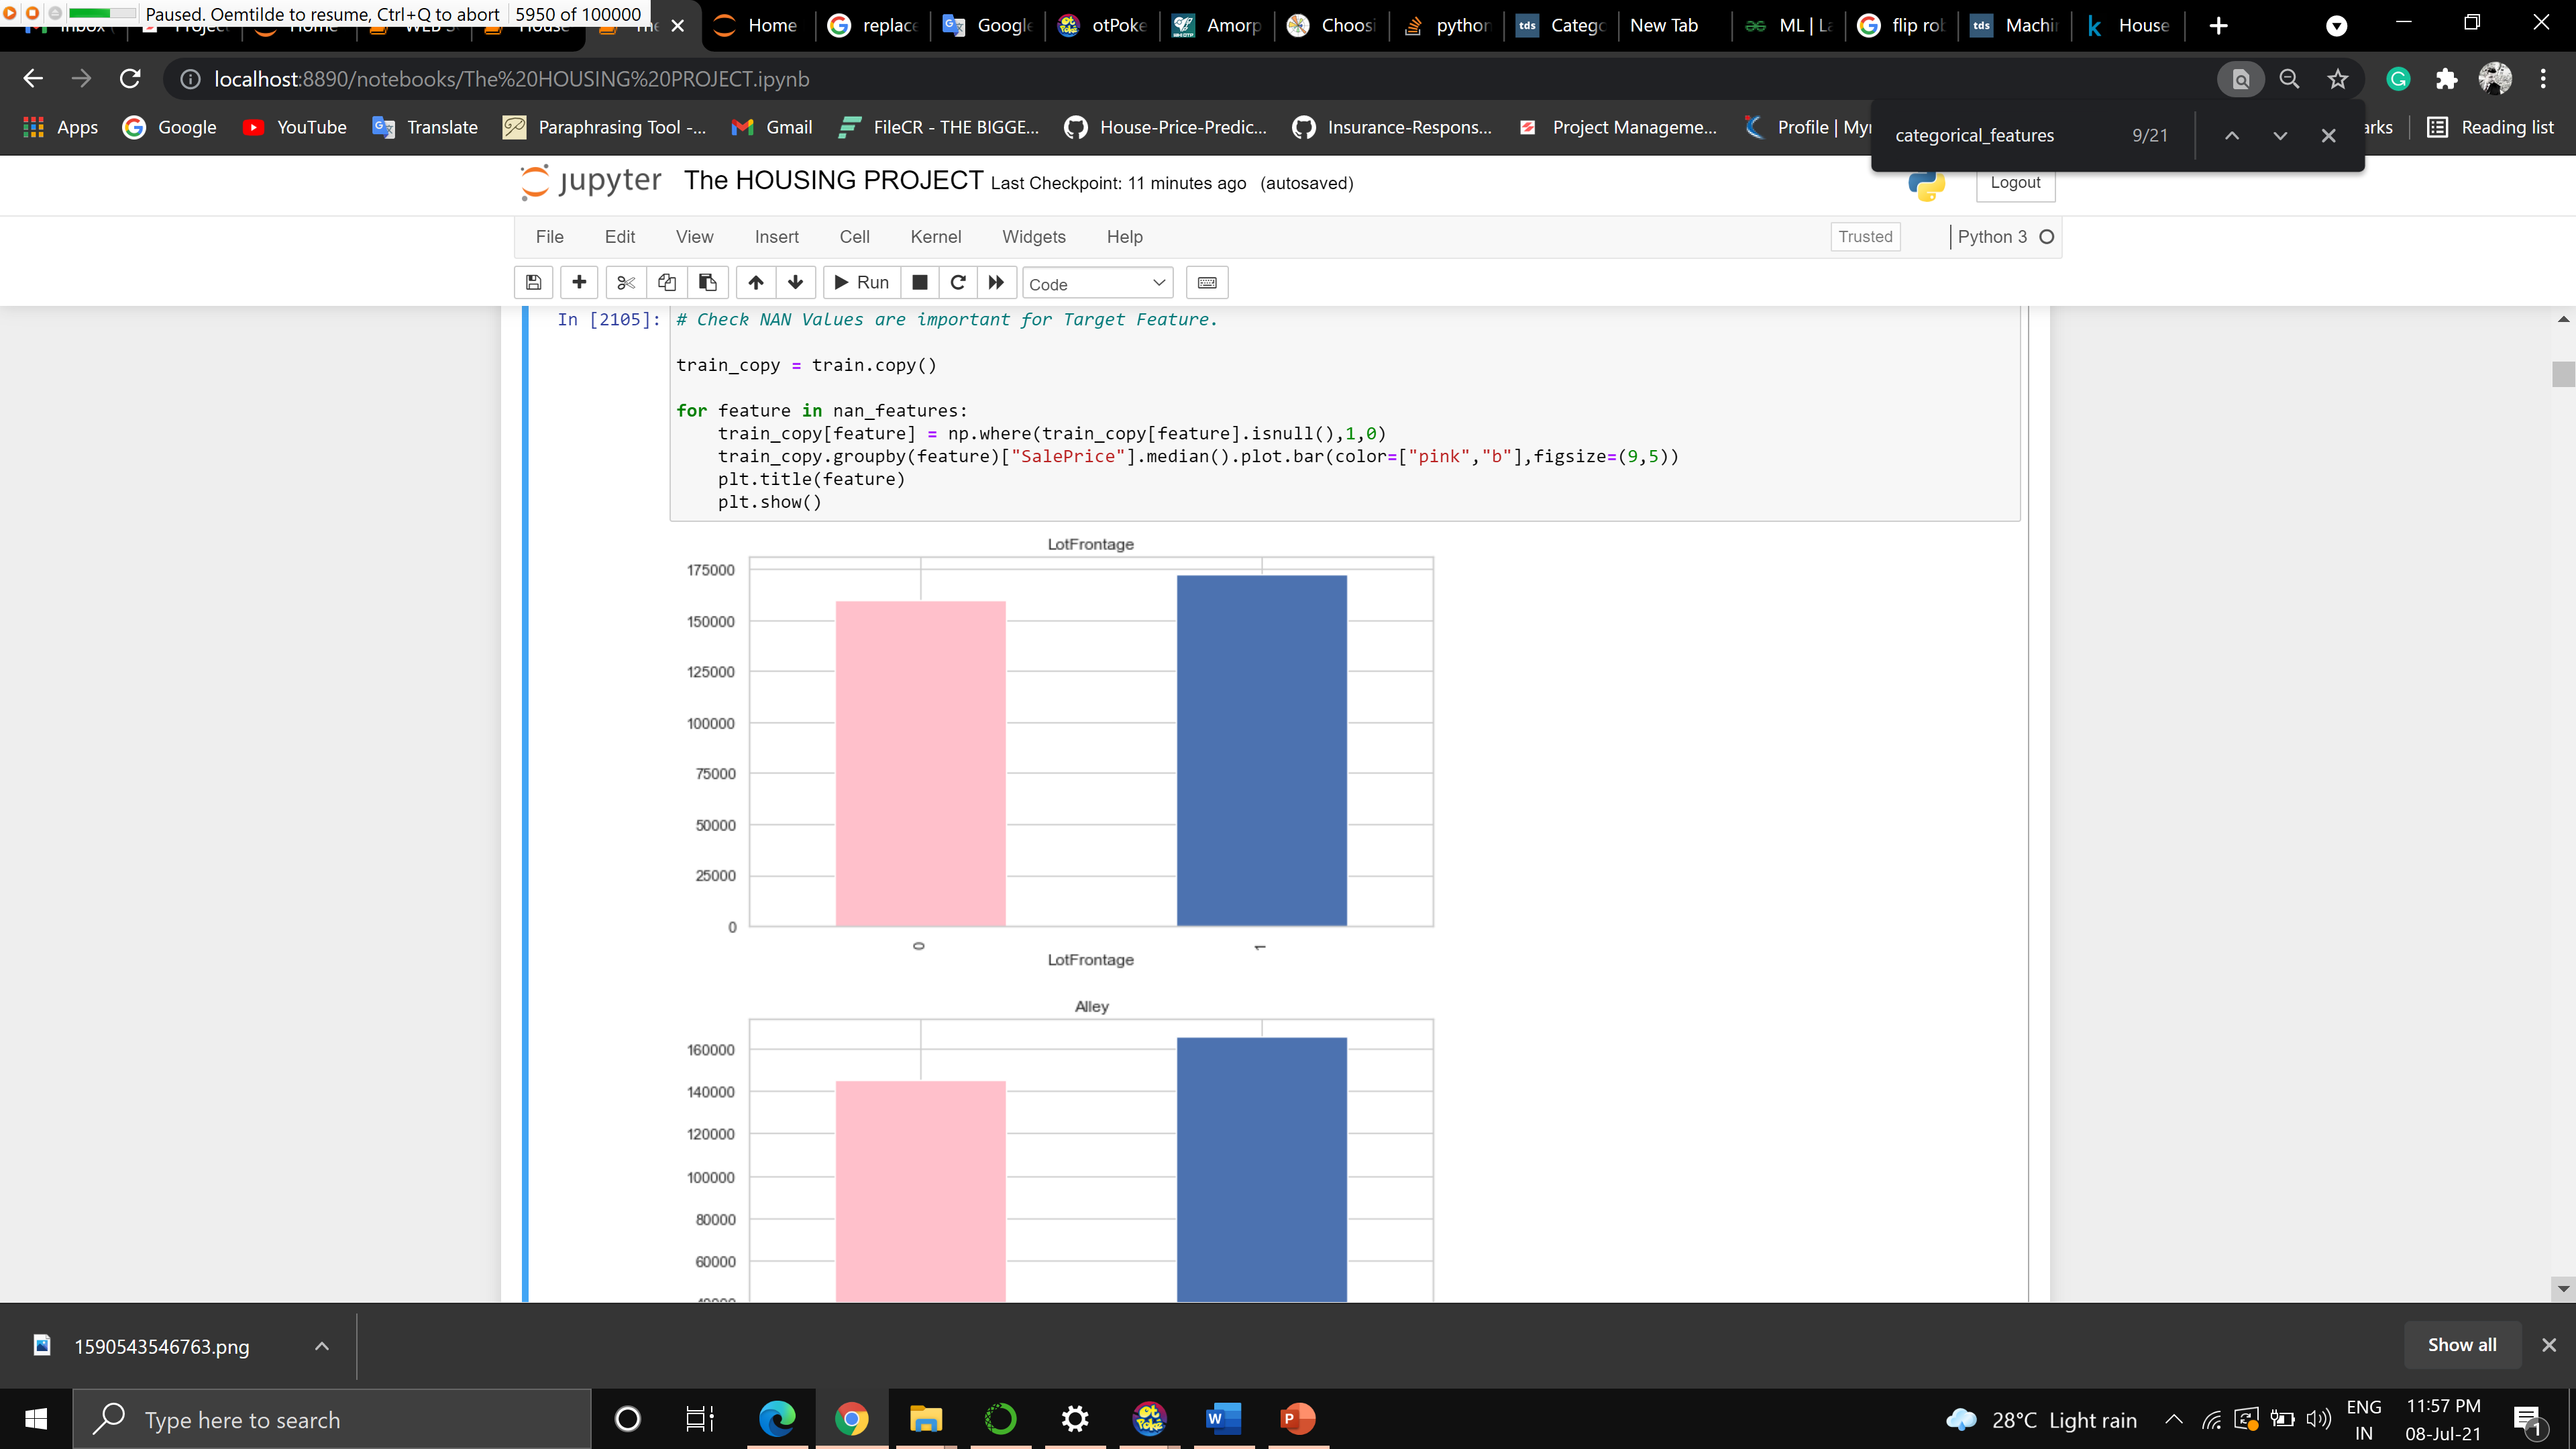 Paused. Oemtilde to resume, Ctrl+Q to abort 5950 of 100000
Home replace Google otPoke Amorp Choosi python Catego New Tab ML | La flip rob Machi House
localhost:8890/notebooks/The%20HOUSING%20PROJECT.ipynb
Apps Google YouTube Translate Paraphrasing Tool -... Gmail FileCR - THE BIGGE... House-Price-Predic... Insurance-Respons... Project Manageme... Profile | Myn arks Reading list
categorical_features 9/21
jupyter The HOUSING PROJECT Last Checkpoint: 11 minutes ago (autosaved)
Logout
File Edit View Insert Cell Kernel Widgets Help Trusted Python 3
Run Code
In [2105]: # Check NAN Values are important for Target Feature.
train_copy = train.copy()
for feature in nan_features:
train_copy[feature] = np.where(train_copy[feature].isnull(),1,0)
train_copy.groupby(feature)["SalePrice"].median().plot.bar(color=["pink","b"],figsize=(9,5))
plt.title(feature)
plt.show()
LotFrontage
175000
150000
125000
100000
75000
50000
25000
0
0 1
LotFrontage
Alley
160000
140000
120000
100000
80000
60000
1590543546763.png Show all
Type here to search
28°C Light rain
ENG
IN
11:57 PM
08-Jul-21
1